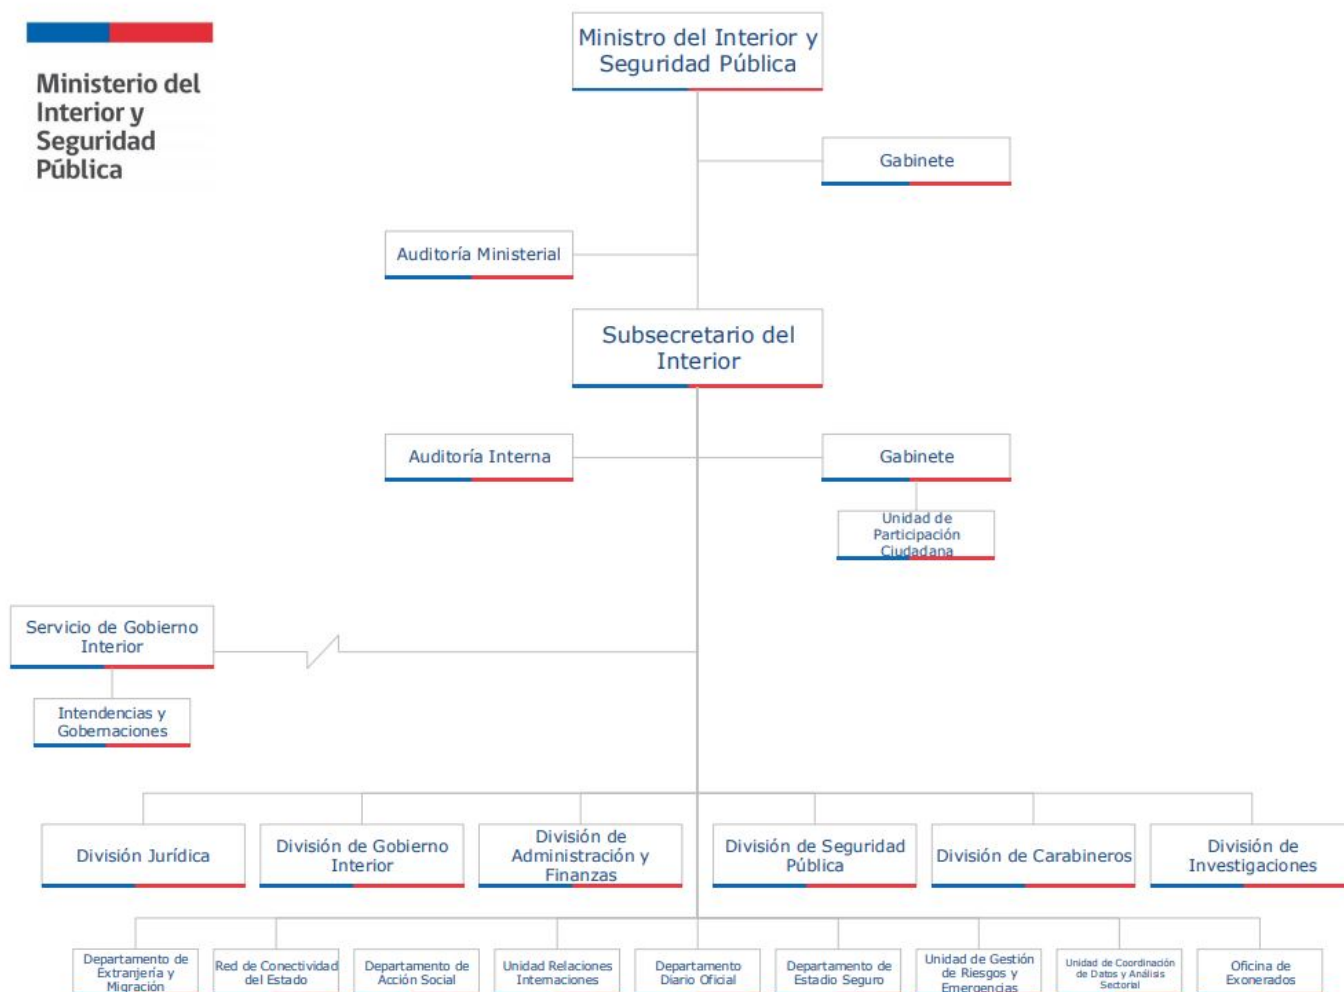 Ministerio del
Interior y
Seguridad
Pública
Ministro del Interior y
Seguridad Pública
Gabinete
Auditoría Ministerial
Subsecretario del
Interior
Auditoría Interna
Gabinete
Unidad de
Participación
Ciudadana
Servicio de Gobierno
Interior
Intendencias y
Gobernaciones
División Jurídica
División de Gobierno
Interior
División de
Administración y
Finanzas
División de Seguridad
Pública
División de Carabineros
División de
Investigaciones
Departamento de
Extranjería y
Migración
Red de Conectividad
del Estado
Departamento de
Acción Social
Unidad Relaciones
Internaciones
Departamento
Diario Oficial
Departamento de
Estadio Seguro
Unidad de Gestión
de Riesgos y
Emergencias
Unidad de Coordinación
de Datos y Análisis
Sectorial
Oficina de
Exonerados